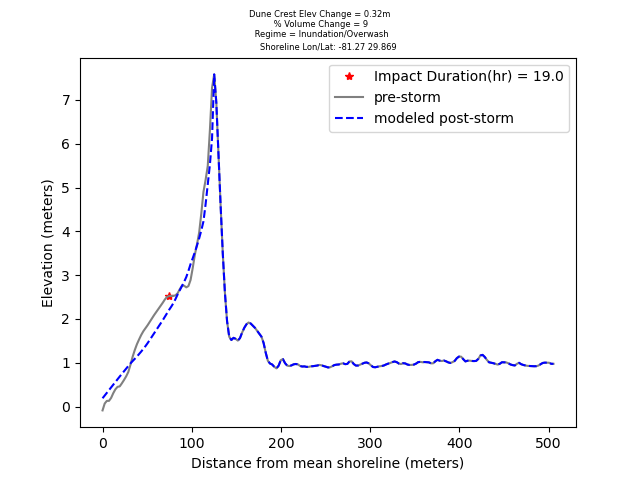 Dune Crest Elev Change = 0.32m
% Volume Change = 9
Regime = Inundation/Overwash
Shoreline Lon/Lat: -81.27 29.869
Impact Duration(hr) = 19.0
pre-storm
modeled post-storm
Elevation (meters)
7
6
5
4
3
2
1
0
0 100 200 300 400 500
Distance from mean shoreline (meters)